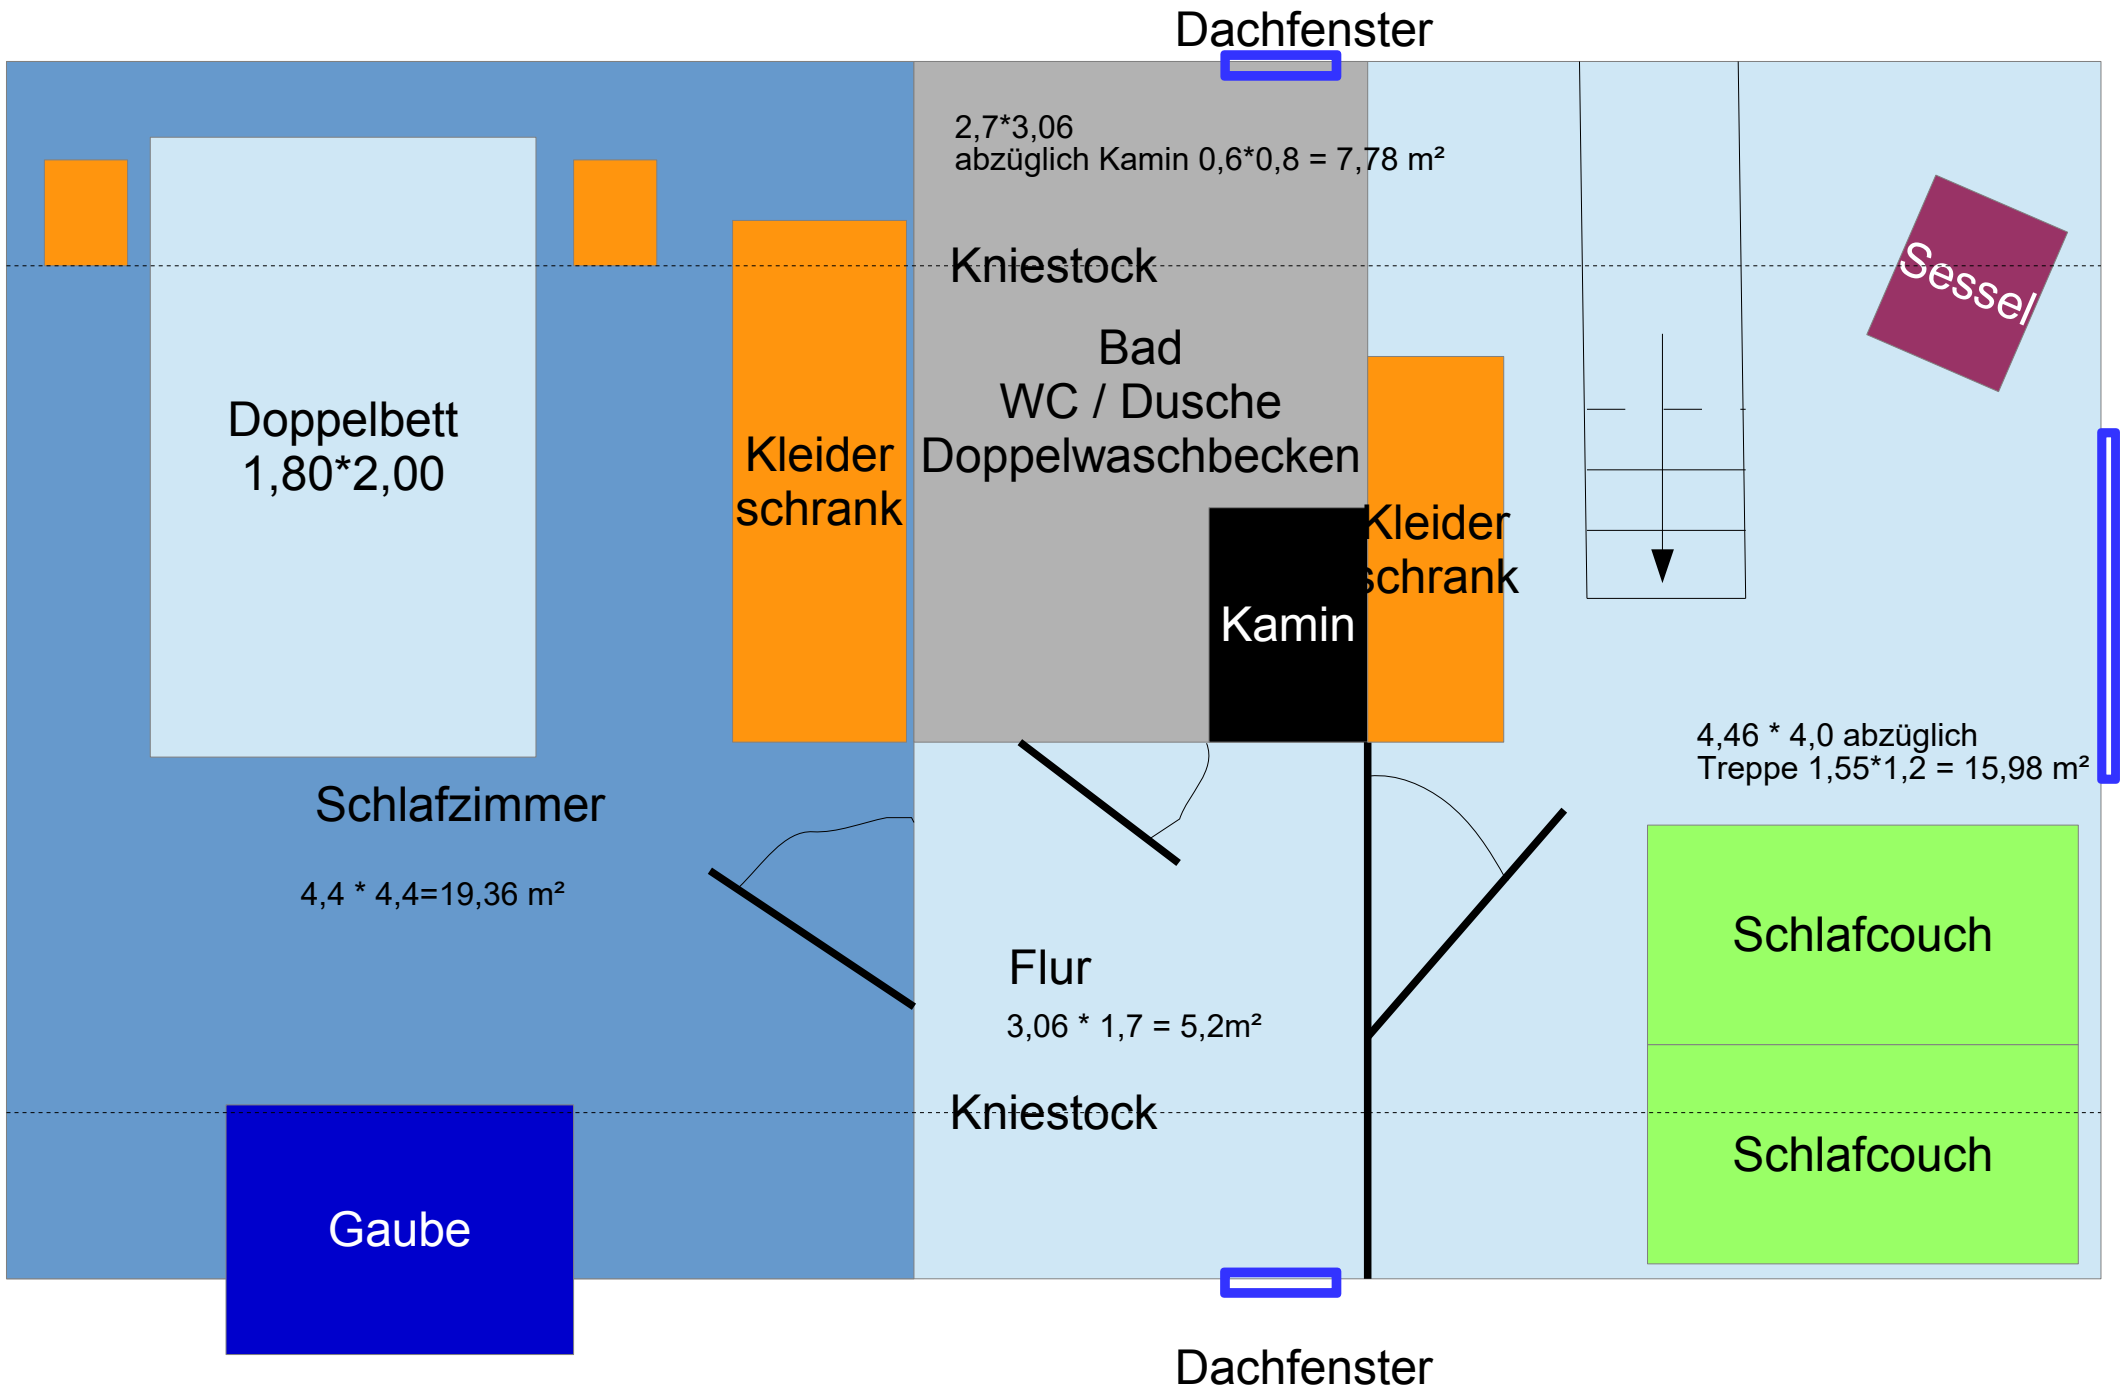 Dachfenster
2,7*3,06
abzüglich Kamin 0,6*0,8 = 7,78 m²
Kniestock
Sessel
Bad
WC / Dusche
Doppelwaschbecken
Doppelbett
1,80*2,00
Kleider
schrank
Kleider
schrank
Kamin
4,46 * 4,0 abzüglich
Treppe 1,55*1,2 = 15,98 m²
Schlafzimmer
4,4 * 4,4=19,36 m²
Flur
3,06 * 1,7 = 5,2m²
Schlafcouch
Kniestock
Schlafcouch
Gaube
Dachfenster